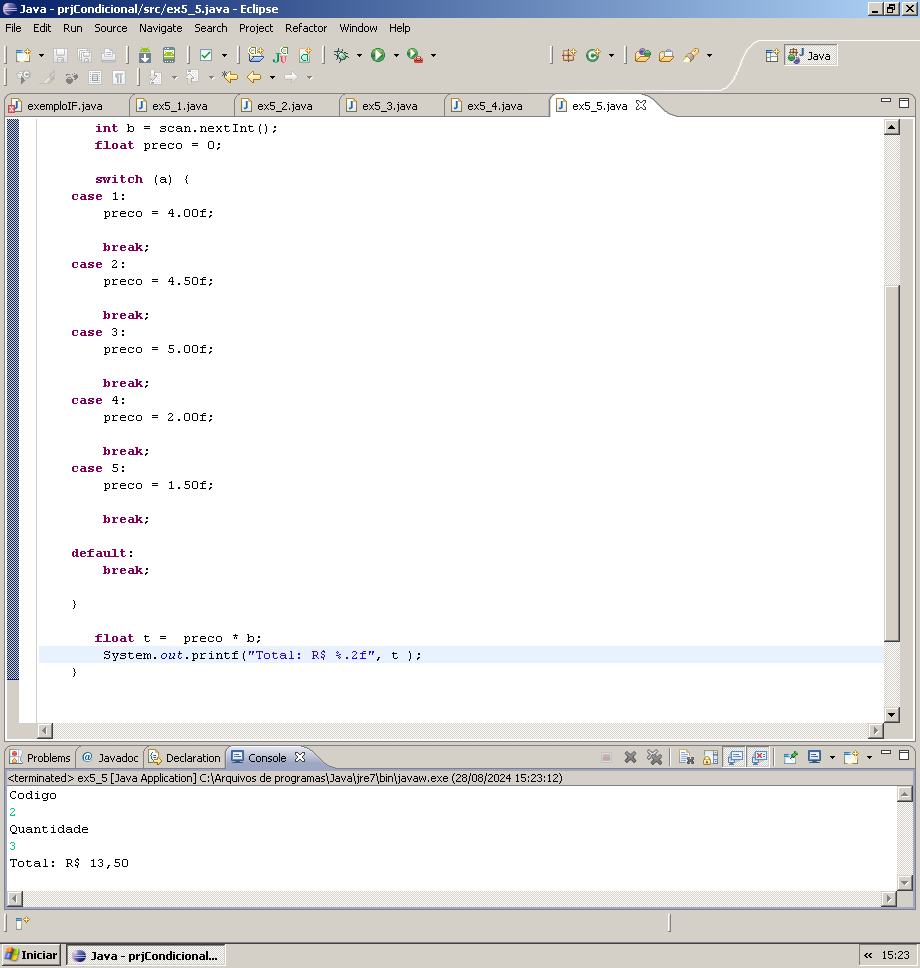 Java - prjCondicional/src/ex5_5.java - Eclipse
File Edit Run Source Navigate Search Project Refactor Window Help
Java
exemploIF.java ex5_1.java ex5_2.java ex5_3.java ex5_4.java ex5_5.java
int b = scan.nextInt();
float preco = 0;
switch (a) {
case 1:
preco = 4.00f;
break;
case 2:
preco = 4.50f;
break;
case 3:
preco = 5.00f;
break;
case 4:
preco = 2.00f;
break;
case 5:
preco = 1.50f;
break;
default:
break;
}
float t =  preco * b;
System.out.printf("Total: R$ %.2f", t );
}
Problems Javadoc Declaration Console
<terminated> ex5_5 [Java Application] C:\Arquivos de programas\Java\jre7\bin\javaw.exe (28/08/2024 15:23:12)
Codigo
2
Quantidade
3
Total: R$ 13,50
Iniciar Java - prjCondicional... « 15:23